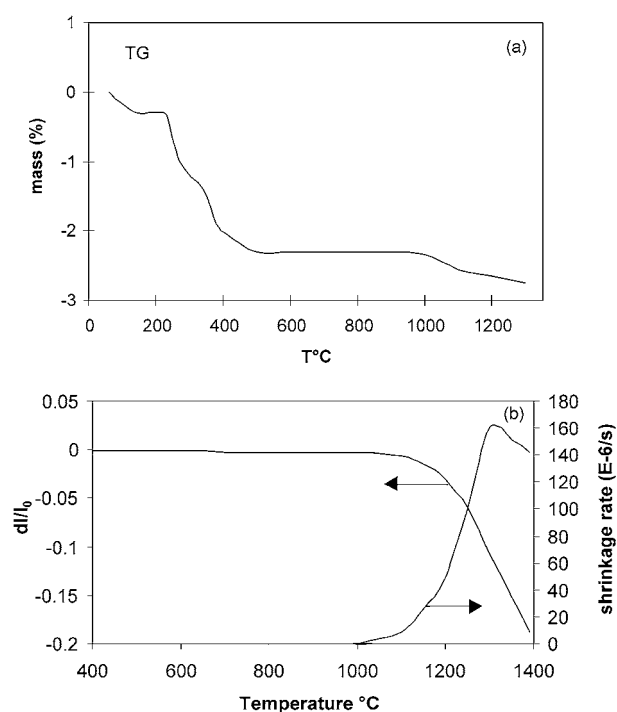 1
TG
(a)
0
-1
-2
-3
mass (%)
0 200 400 600 800 1000 1200
T°C
0.05
0
-0.05
-0.1
-0.15
-0.2
dl/l0
(b)
180
160
140
120
100
80
60
40
20
0
shrinkage rate (E-6/s)
400 600 800 1000 1200 1400
Temperature °C